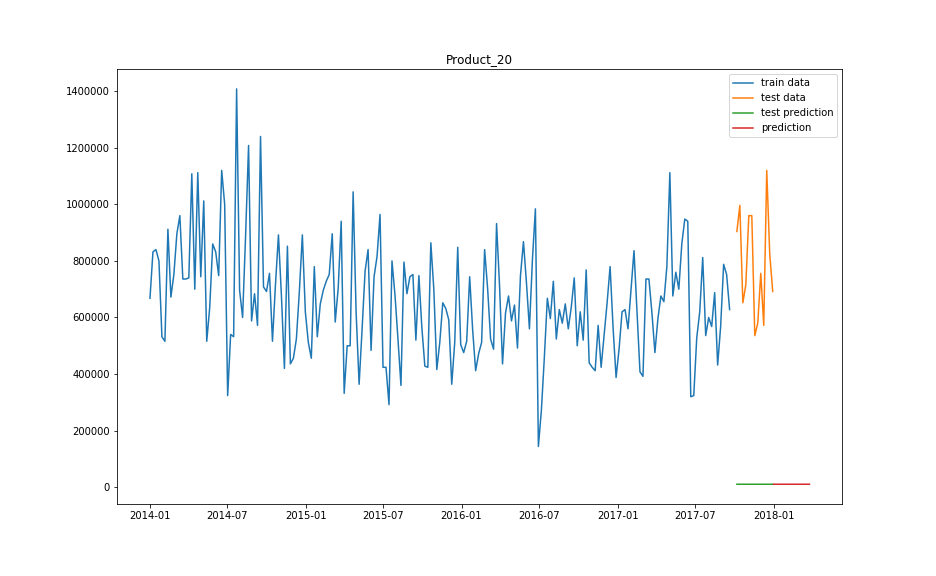 Product_20
train data
test data
test prediction
prediction
1400000
1200000
1000000
800000
600000
400000
200000
0
2014-01 2014-07 2015-01 2015-07 2016-01 2016-07 2017-01 2017-07 2018-01